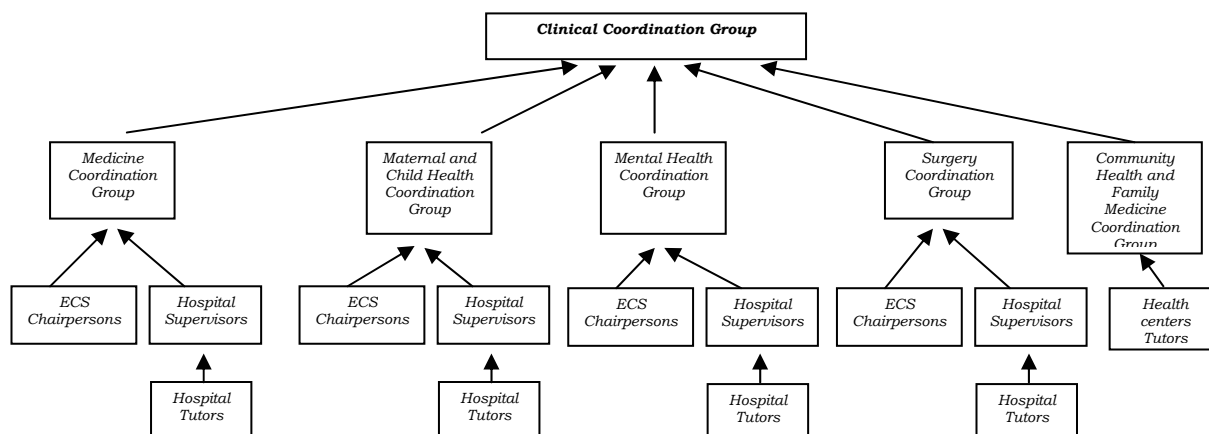 Clinical Coordination Group
Medicine
Coordination
Group
Maternal and
Child Health
Coordination
Group
Mental Health
Coordination
Group
Surgery
Coordination
Group
Community
Health and
Family
Medicine
Coordination
Group
ECS
Chairpersons
Hospital
Supervisors
ECS
Chairpersons
Hospital
Supervisors
ECS
Chairpersons
Hospital
Supervisors
ECS
Chairpersons
Hospital
Supervisors
Health
centers
Tutors
Hospital
Tutors
Hospital
Tutors
Hospital
Tutors
Hospital
Tutors